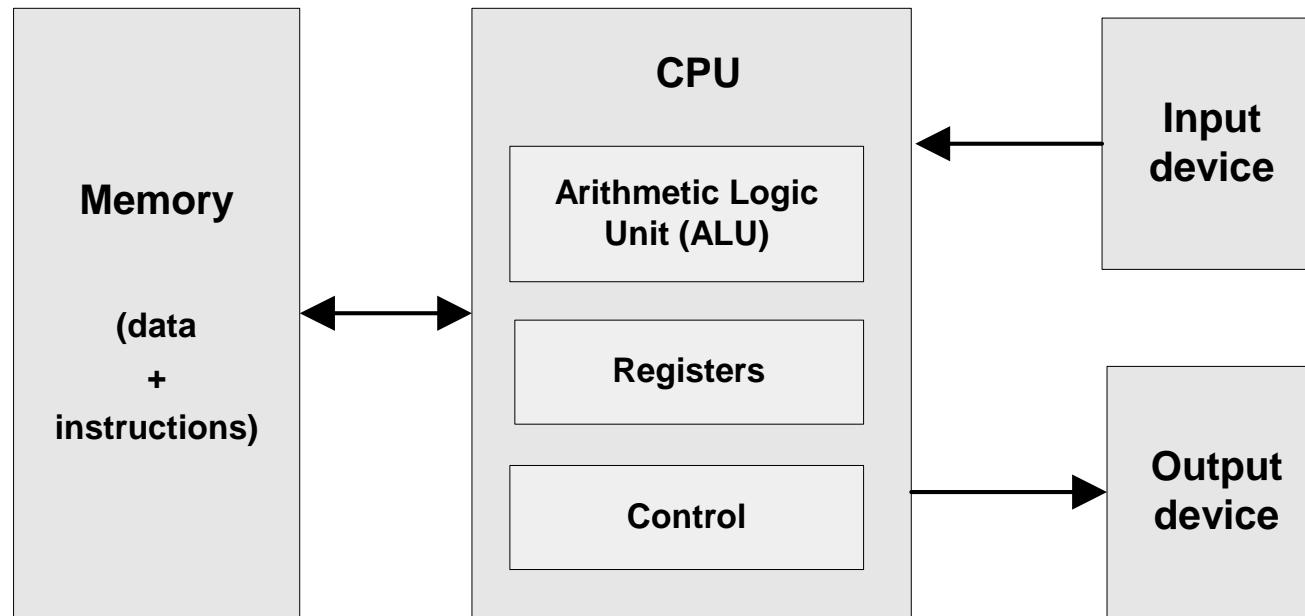 Memory
(data
+
instructions)
CPU
Arithmetic Logic
Unit (ALU)
Registers
Control
Input
device
Output
device